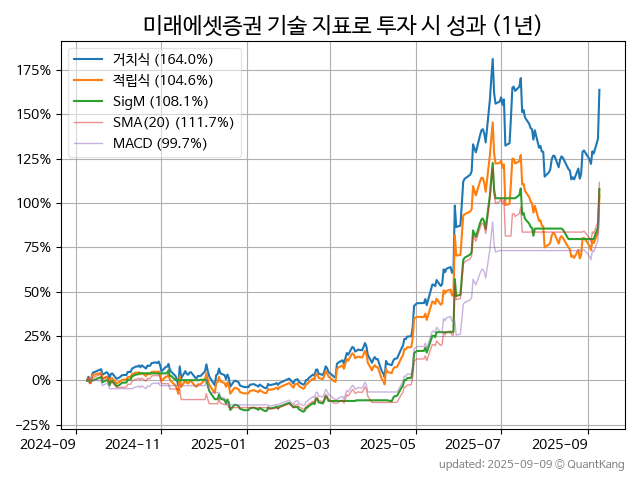 미래에셋증권 기술 지표로 투자 시 성과 (1년)
거치식 (164.0%)
적립식 (104.6%)
SigM (108.1%)
SMA(20) (111.7%)
MACD (99.7%)
175%
150%
125%
100%
75%
50%
25%
0%
−25%
2024-09 2024-11 2025-01 2025-03 2025-05 2025-07 2025-09
updated: 2025-09-09 © QuantKang